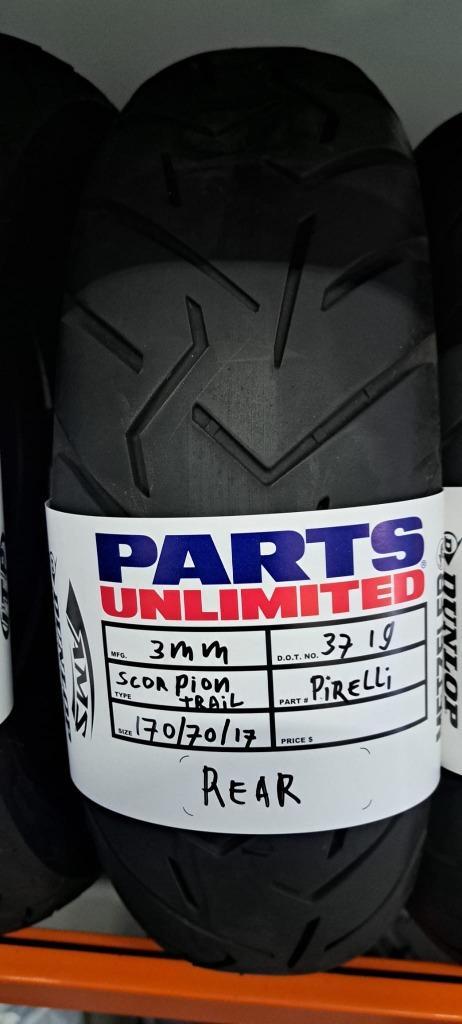 PARTS
UNLIMITED®
MFG. 3mm D.O.T. NO. 37 19
TYPE SCORPION TRAIL PART # PiRELLi
SIZE 170/70/17 PRICE $
REAR
AMS
DUNLOP